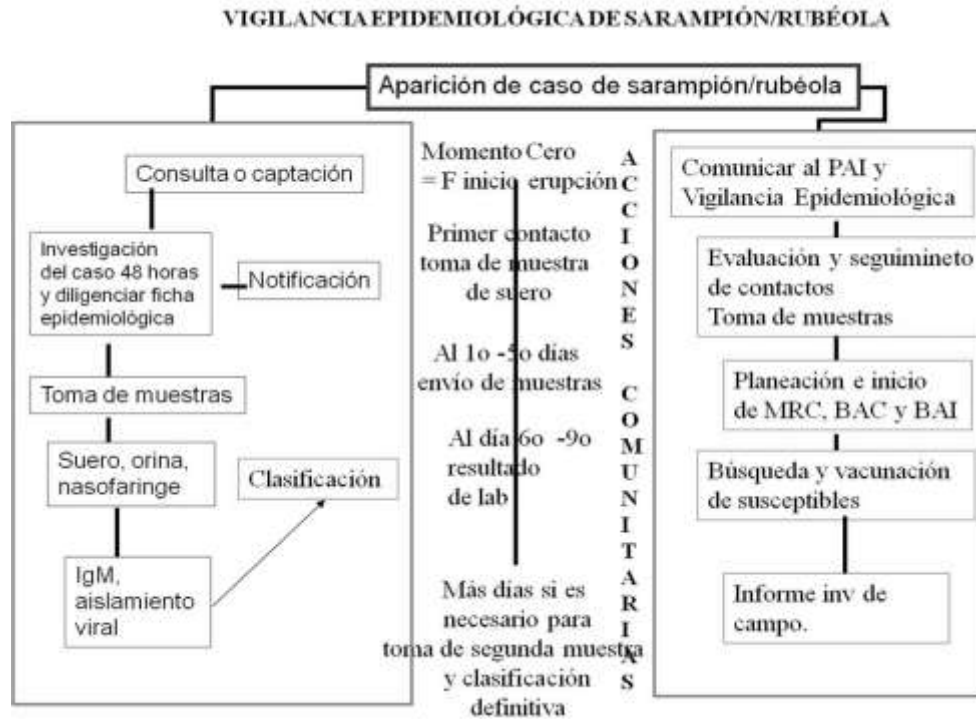 VIGILANCIA EPIDEMIOLÓGICA DE SARAMPIÓN/RUBÉOLA
Aparición de caso de sarampión/rubéola
Consulta o captación
Investigación
del caso 48 horas
y diligenciar ficha
epidemiológica
Notificación
Toma de muestras
Suero, orina,
nasofaringe
Clasificación
IgM,
aislamiento
viral
Momento Cero
= F inicio erupción
Primer contacto
toma de muestra
de suero
Al 1o -5o días
envío de muestras
Al día 6o -9o
resultado
de lab
Más días si es
necesario para
toma de segunda muestra
y clasificación
definitiva
ACCIONES COMUNITARIAS
Comunicar al PAI y
Vigilancia Epidemiológica
Evaluación y seguimineto
de contactos
Toma de muestras
Planeación e inicio
de MRC, BAC y BAI
Búsqueda y vacunación
de susceptibles
Informe inv de
campo.